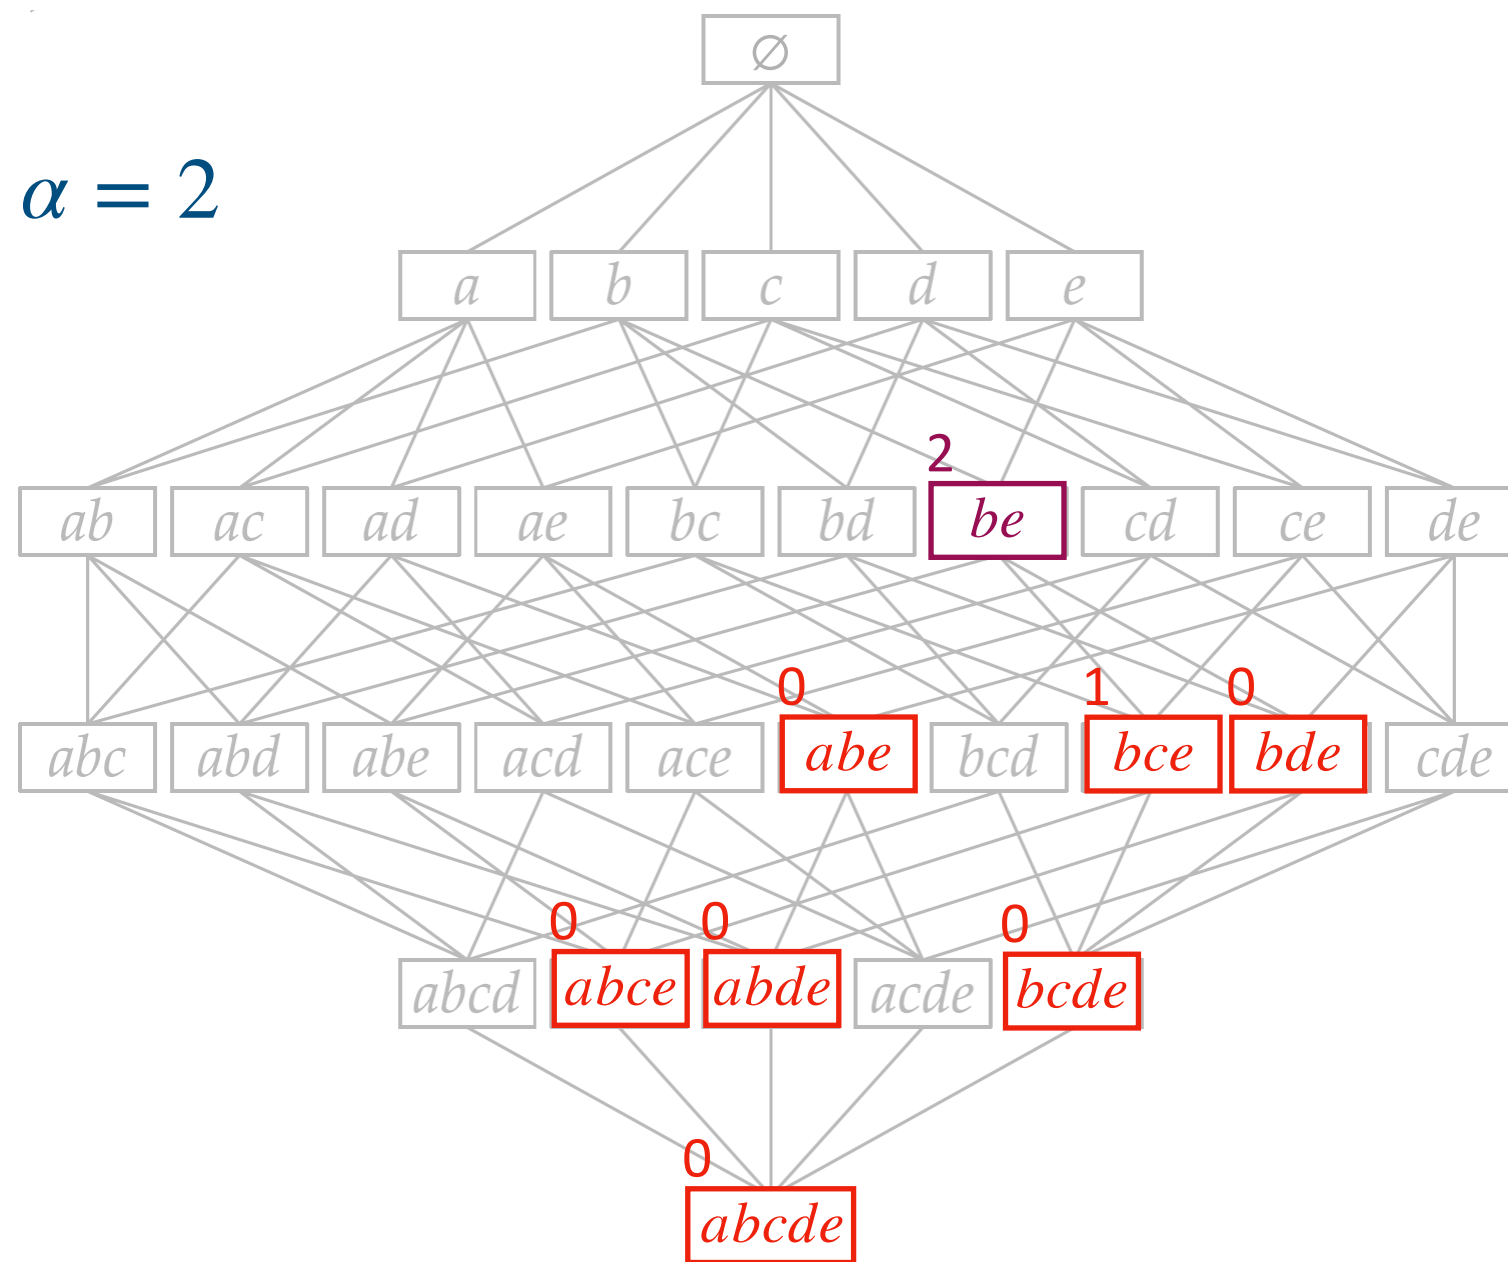 ∅
α = 2
a b c d e
2
ab ac ad ae bc bd be cd ce de
0 1 0
abc abd abe acd ace abe bcd bce bde cde
0 0 0
abcd abce abde acde bcde
0
abcde